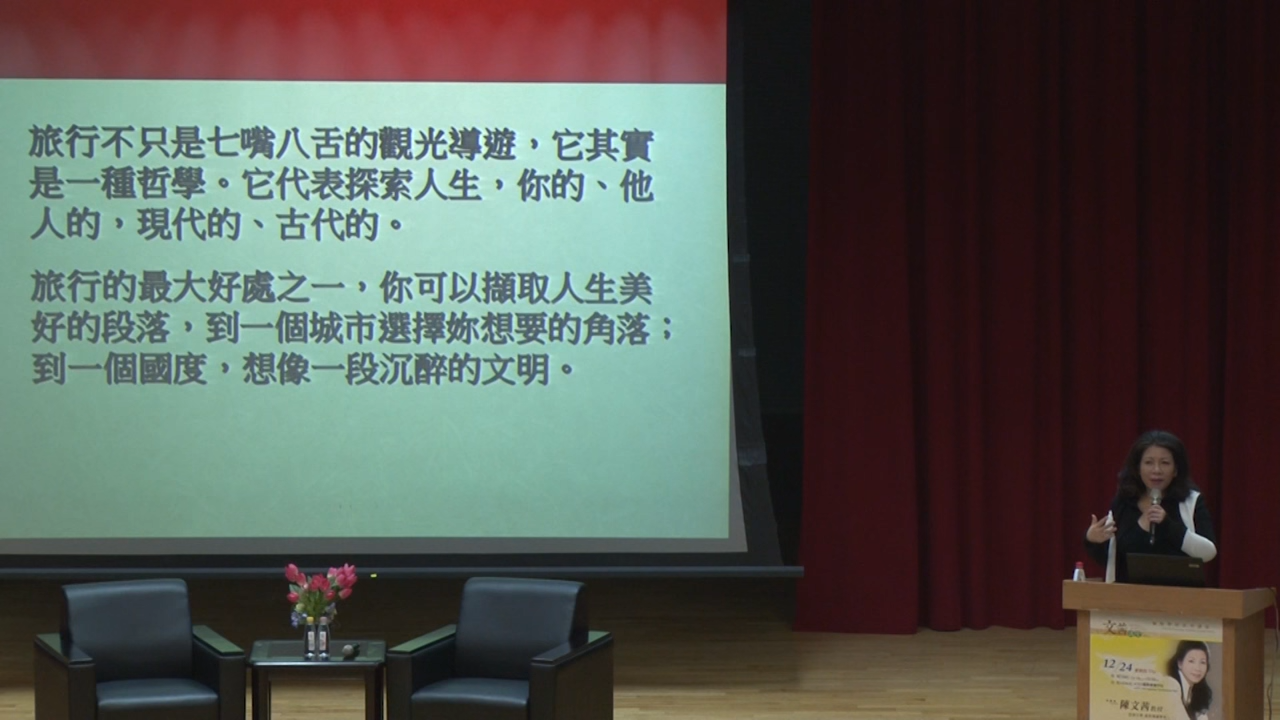 旅行不只是七嘴八舌的觀光導遊，它其實
是一種哲學。它代表探索人生，你的、他
人的，現代的、古代的。
旅行的最大好處之一，你可以擷取人生美
好的段落，到一個城市選擇妳想要的角落；
到一個國度，想像一段沉醉的文明。
文茜
12/24
陳文茜